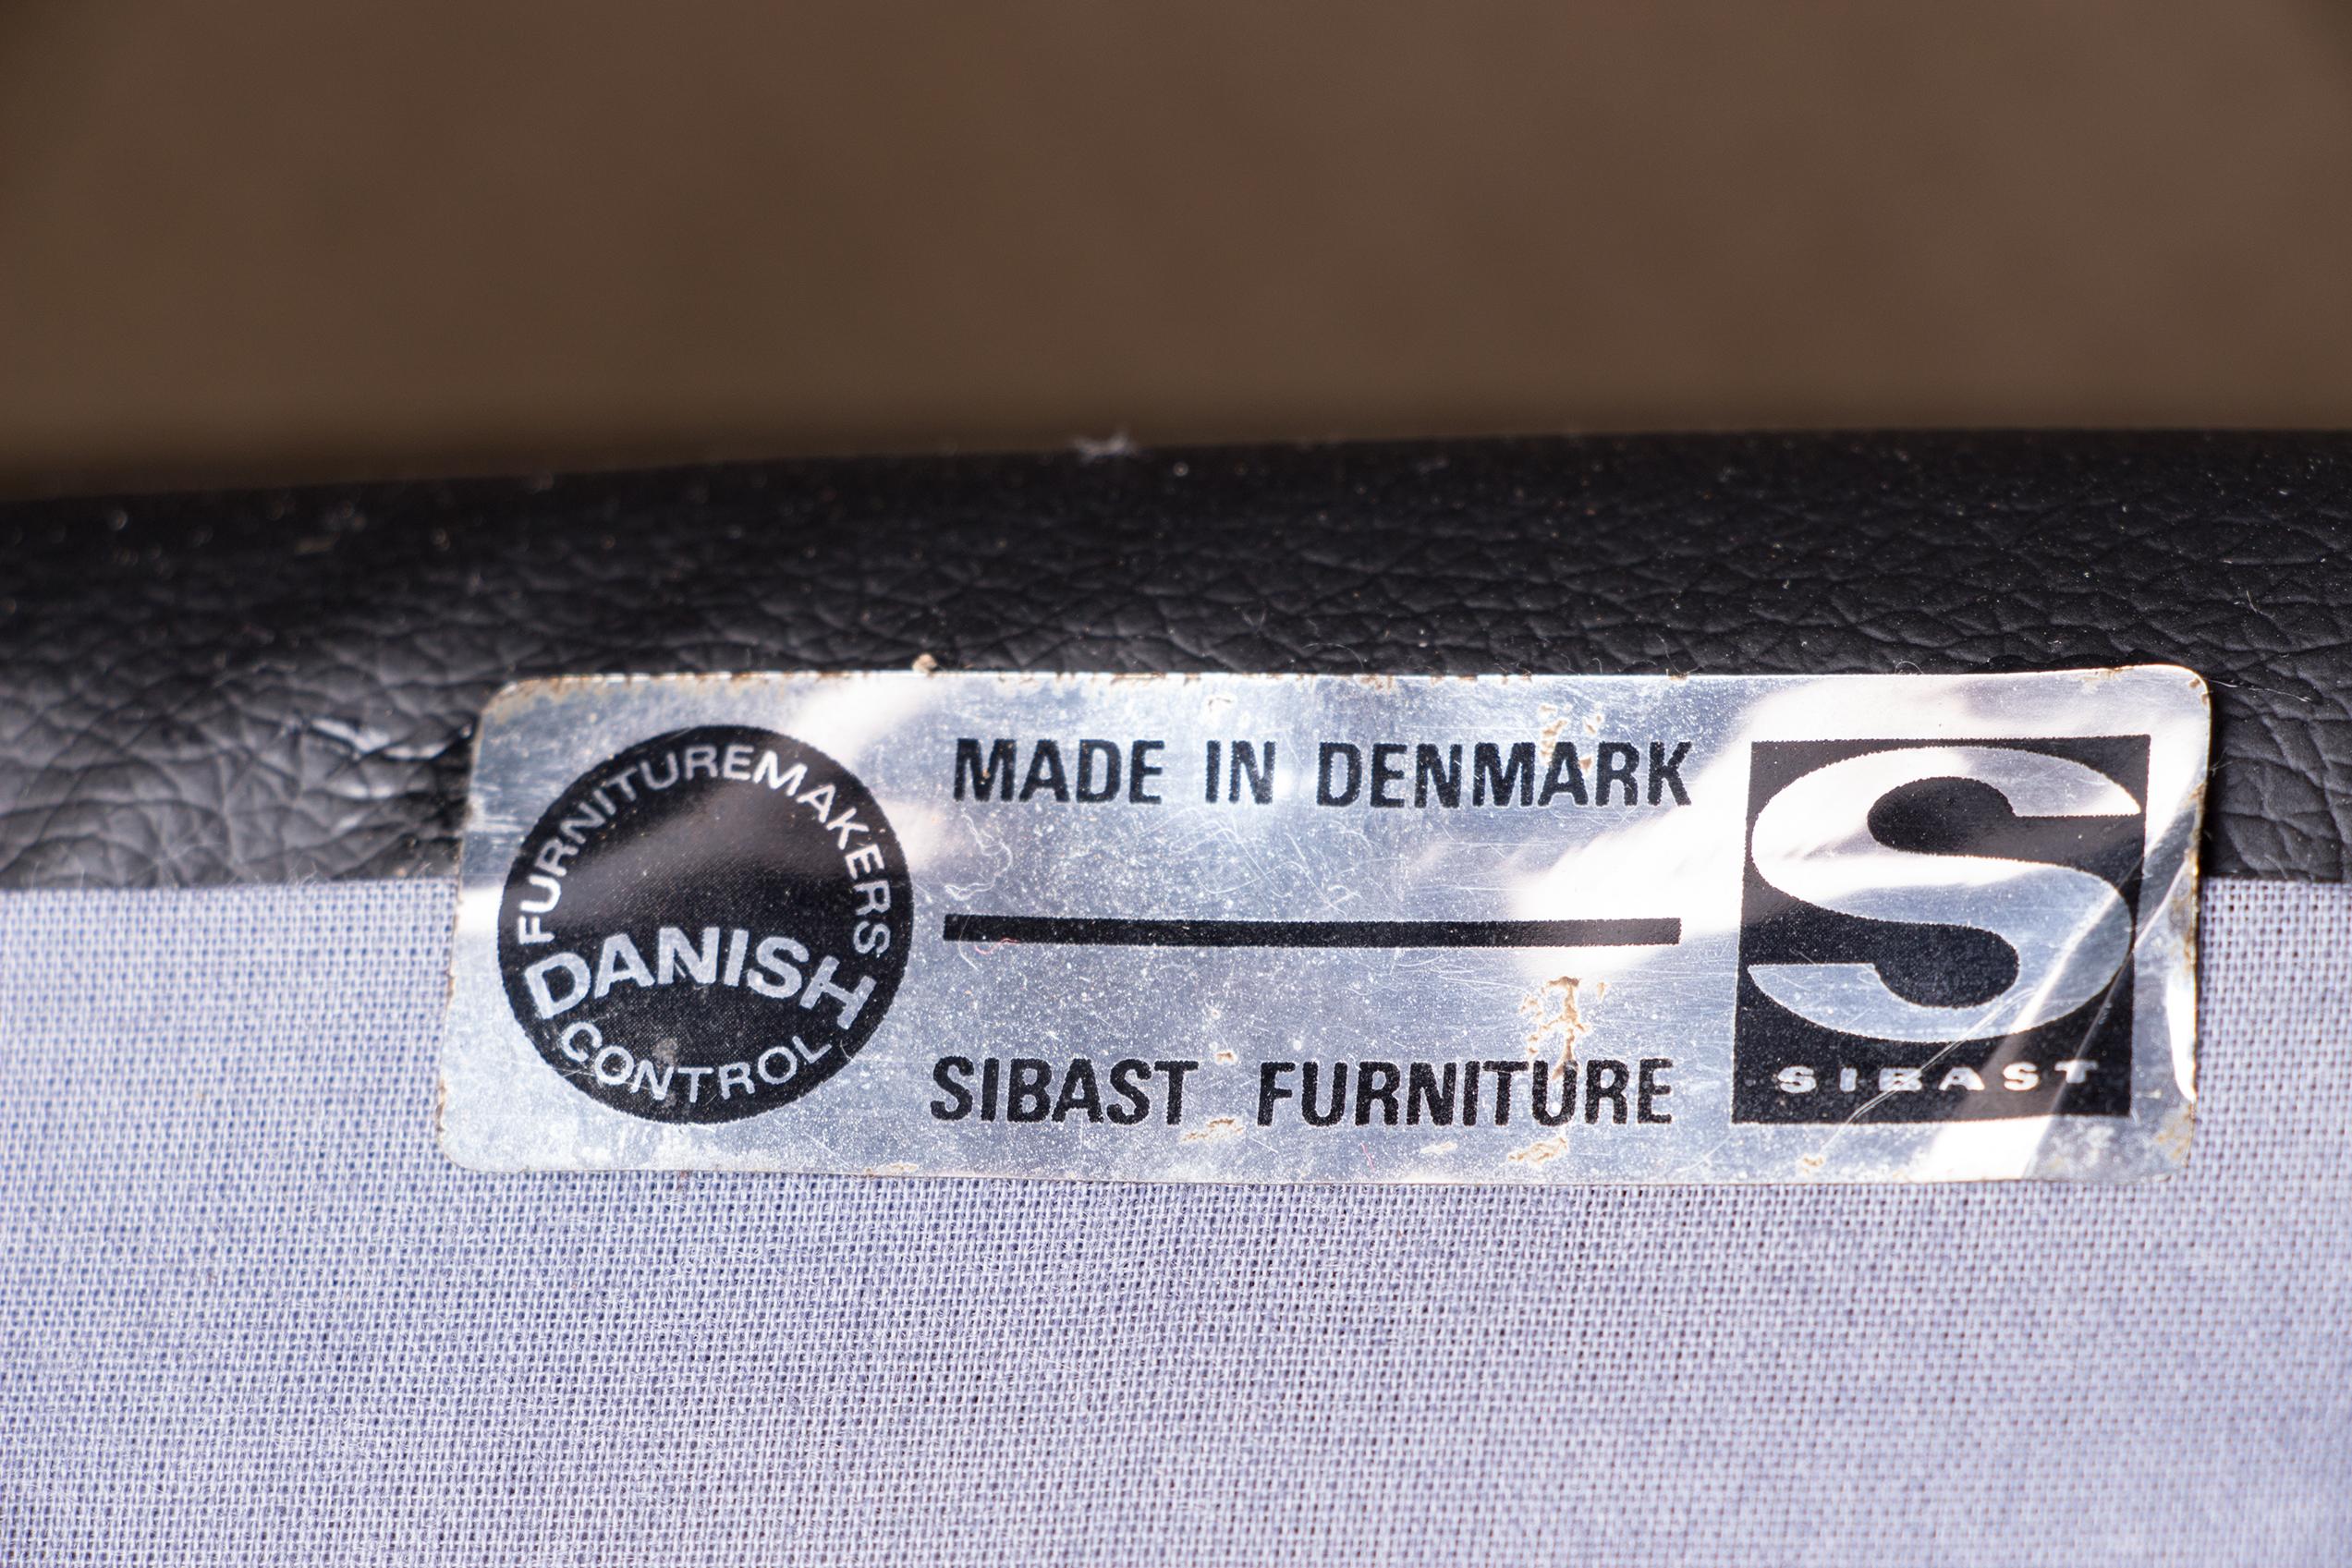 FURNITUREMAKERS
DANISH
CONTROL
MADE IN DENMARK
SIBAST FURNITURE
S
SIBAST